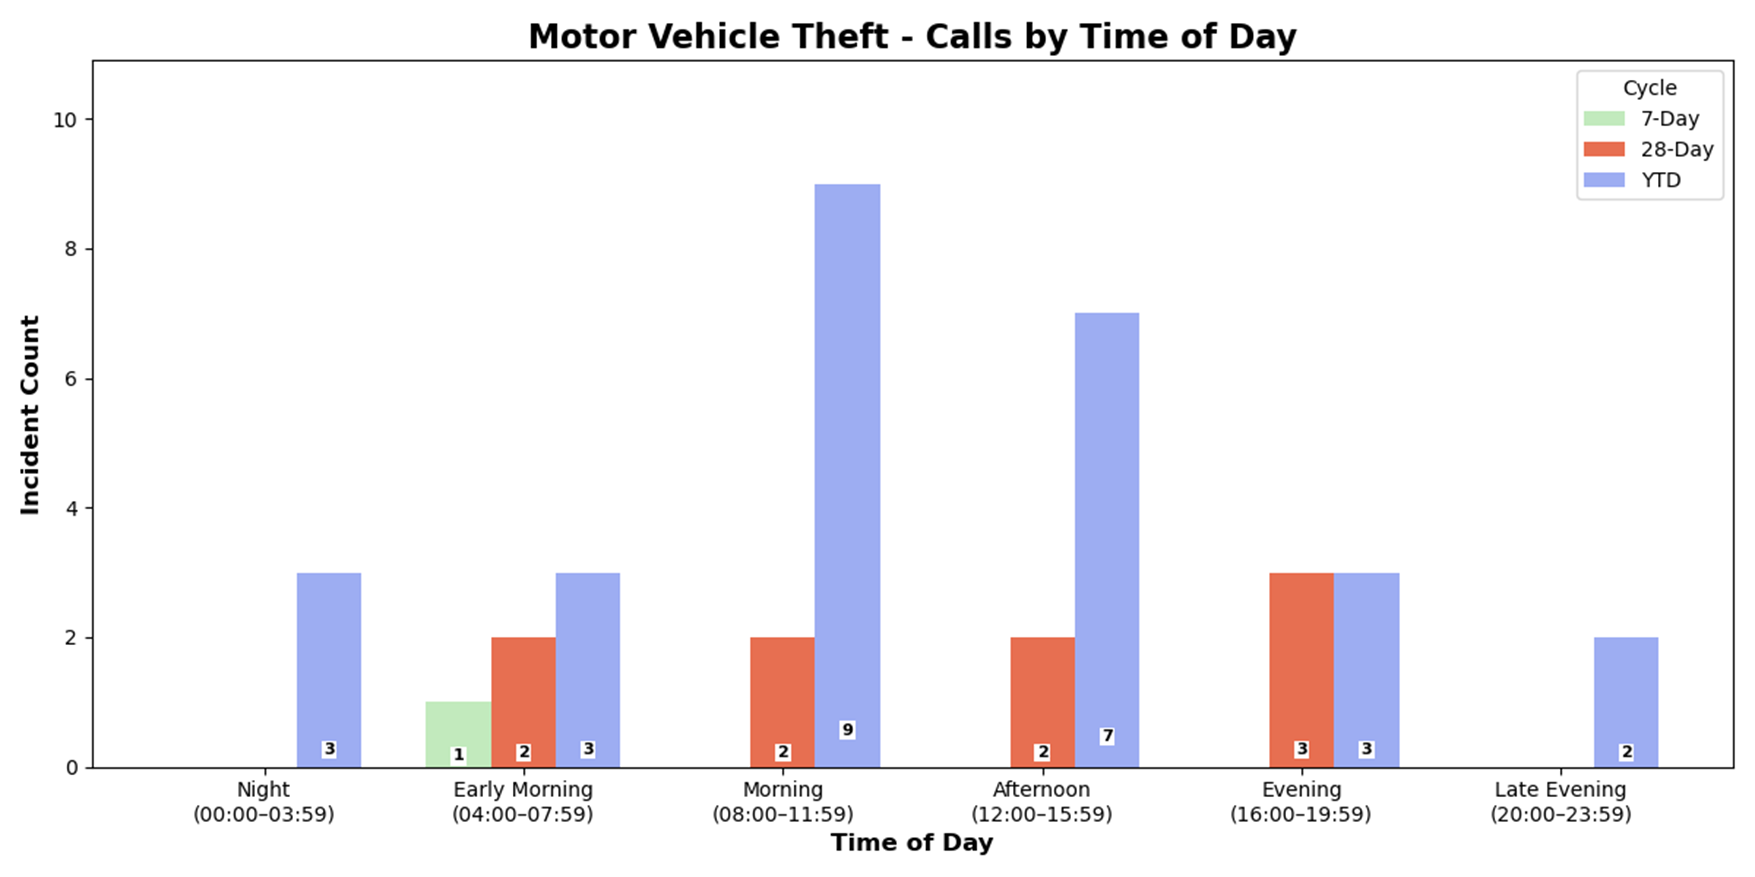 Motor Vehicle Theft - Calls by Time of Day
Cycle
7-Day
28-Day
YTD
Incident Count
10
8
6
4
2
0
3
1
2
3
2
9
2
7
3
3
2
Night
(00:00–03:59)
Early Morning
(04:00–07:59)
Morning
(08:00–11:59)
Afternoon
(12:00–15:59)
Evening
(16:00–19:59)
Late Evening
(20:00–23:59)
Time of Day